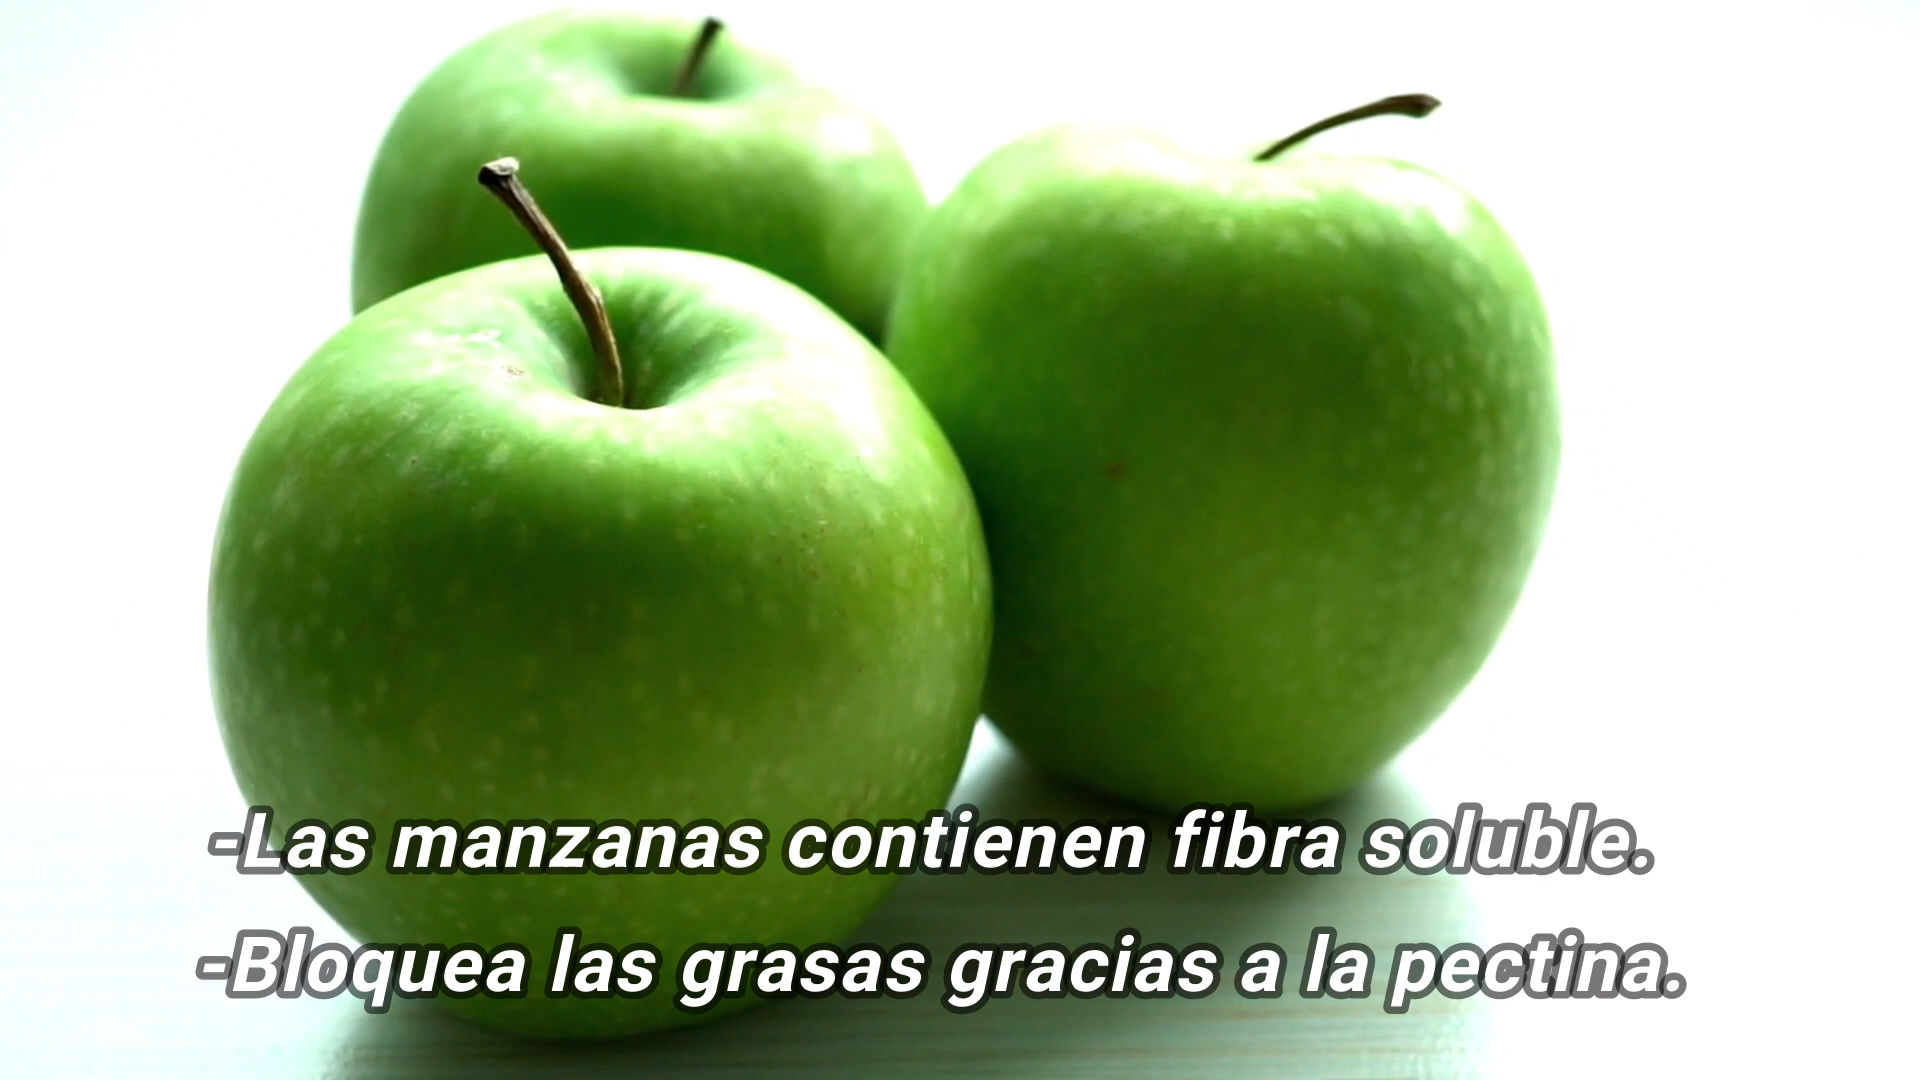 -Las manzanas contienen fibra soluble.
-Bloquea las grasas gracias a la pectina.